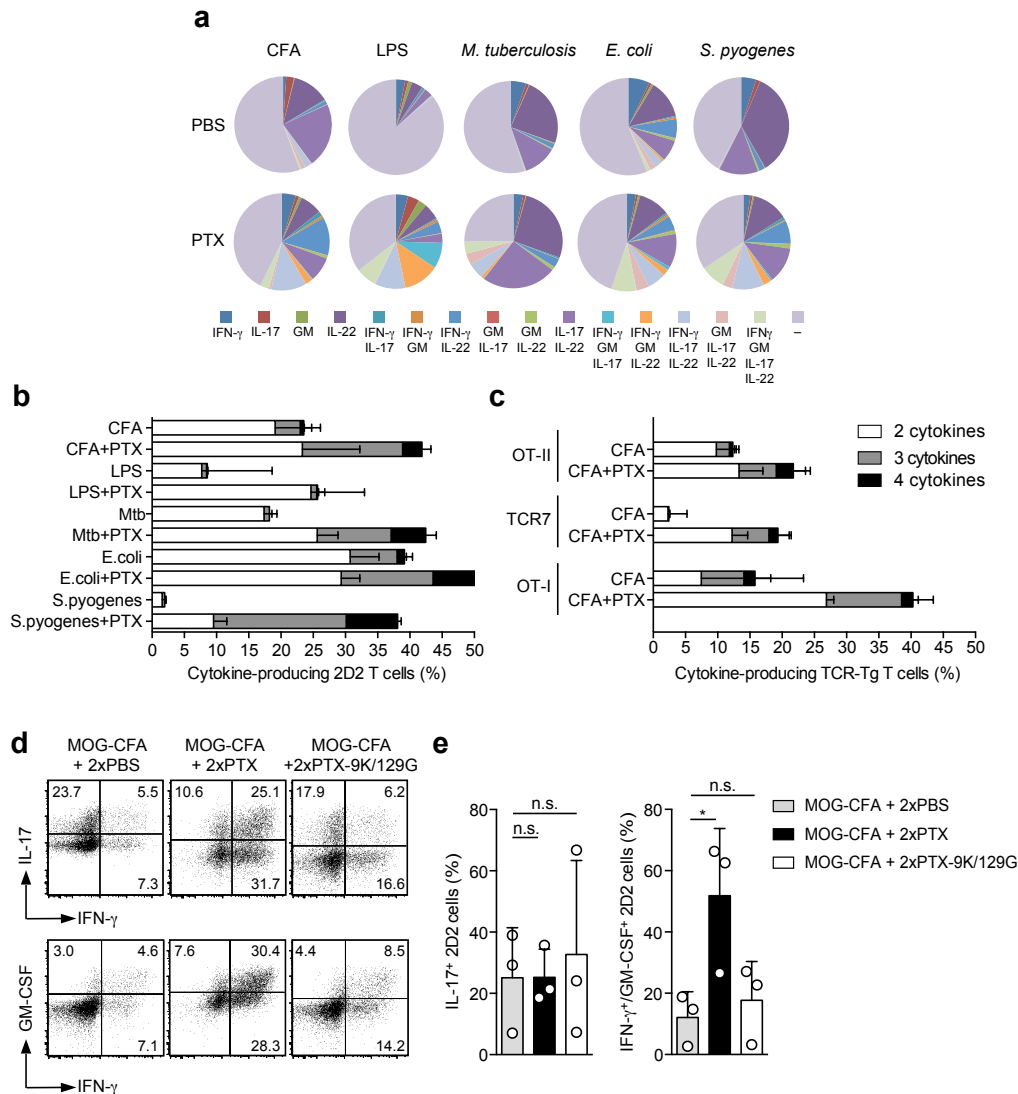 a
CFA LPS M. tuberculosis E. coli S. pyogenes
PBS
PTX
IFN-γ IL-17 GM IL-22 IFN-γ IFN-γ IFN-γ GM GM IL-17 IFN-γ IFN-γ IFN-γ GM IFNγ –
IL-17 GM IL-22 IL-17 IL-22 IL-22 GM GM IL-17 IL-17 GM
IL-17 IL-22 IL-22 IL-22 IL-17
IL-22
b
CFA
CFA+PTX
LPS
LPS+PTX
Mtb
Mtb+PTX
E.coli
E.coli+PTX
S.pyogenes
S.pyogenes+PTX
0 5 10 15 20 25 30 35 40 45 50
Cytokine-producing 2D2 T cells (%)
c
2 cytokines
3 cytokines
4 cytokines
OT-II
CFA
CFA+PTX
TCR7
CFA
CFA+PTX
OT-I
CFA
CFA+PTX
0 5 10 15 20 25 30 35 40 45 50
Cytokine-producing TCR-Tg T cells (%)
d
MOG-CFA MOG-CFA MOG-CFA
+ 2xPBS + 2xPTX +2xPTX-9K/129G
23.7 5.5 10.6 25.1 17.9 6.2
7.3 31.7 16.6
IL-17
IFN-γ
3.0 4.6 7.6 30.4 4.4 8.5
7.1 28.3 14.2
GM-CSF
IFN-γ
e
n.s.
n.s.
80
60
40
20
0
IL-17+ 2D2 cells (%)
n.s.
*
80
60
40
20
0
IFN-γ+/GM-CSF+ 2D2 cells (%)
MOG-CFA + 2xPBS
MOG-CFA + 2xPTX
MOG-CFA + 2xPTX-9K/129G